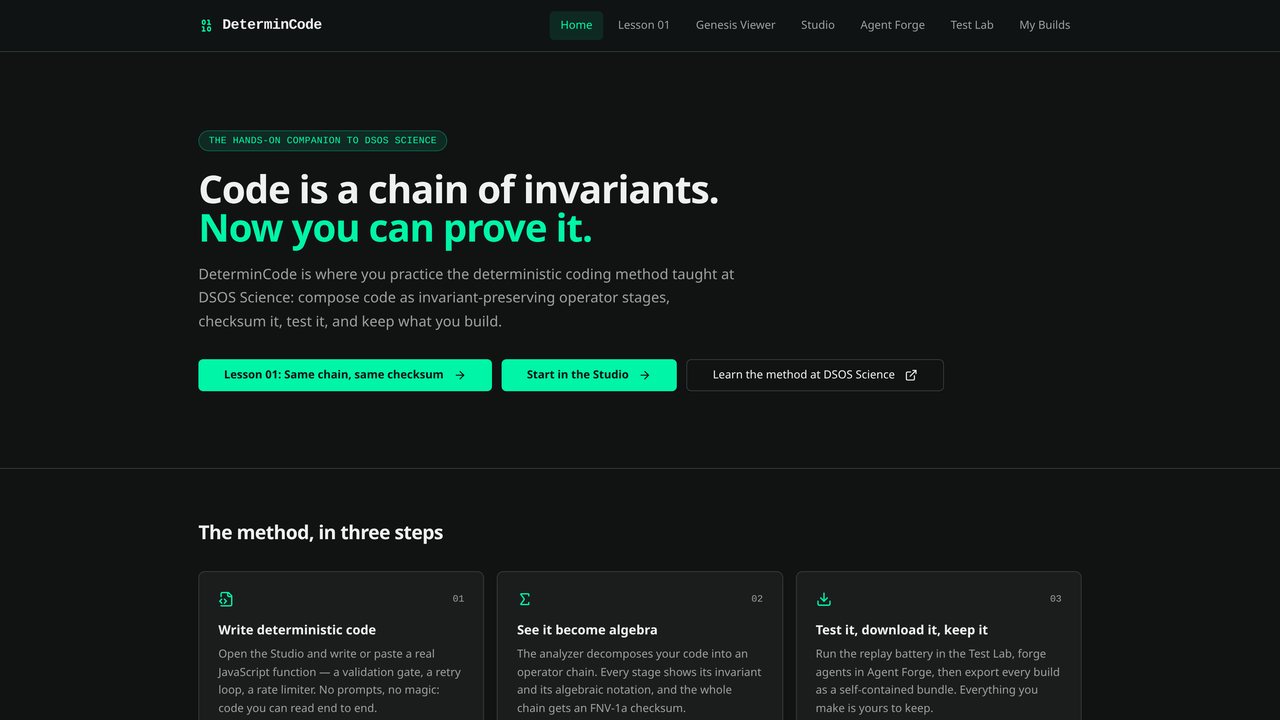 01
10
DeterminCode
Home
Lesson 01
Genesis Viewer
Studio
Agent Forge
Test Lab
My Builds
THE HANDS-ON COMPANION TO DSOS SCIENCE
Code is a chain of invariants.
Now you can prove it.
DeterminCode is where you practice the deterministic coding method taught at
DSOS Science: compose code as invariant-preserving operator stages,
checksum it, test it, and keep what you build.
Lesson 01: Same chain, same checksum
Start in the Studio
Learn the method at DSOS Science
The method, in three steps
01
Write deterministic code
Open the Studio and write or paste a real
JavaScript function — a validation gate, a retry
loop, a rate limiter. No prompts, no magic:
code you can read end to end.
02
See it become algebra
The analyzer decomposes your code into an
operator chain. Every stage shows its invariant
and its algebraic notation, and the whole
chain gets an FNV-1a checksum.
03
Test it, download it, keep it
Run the replay battery in the Test Lab, forge
agents in Agent Forge, then export every build
as a self-contained bundle. Everything you
make is yours to keep.